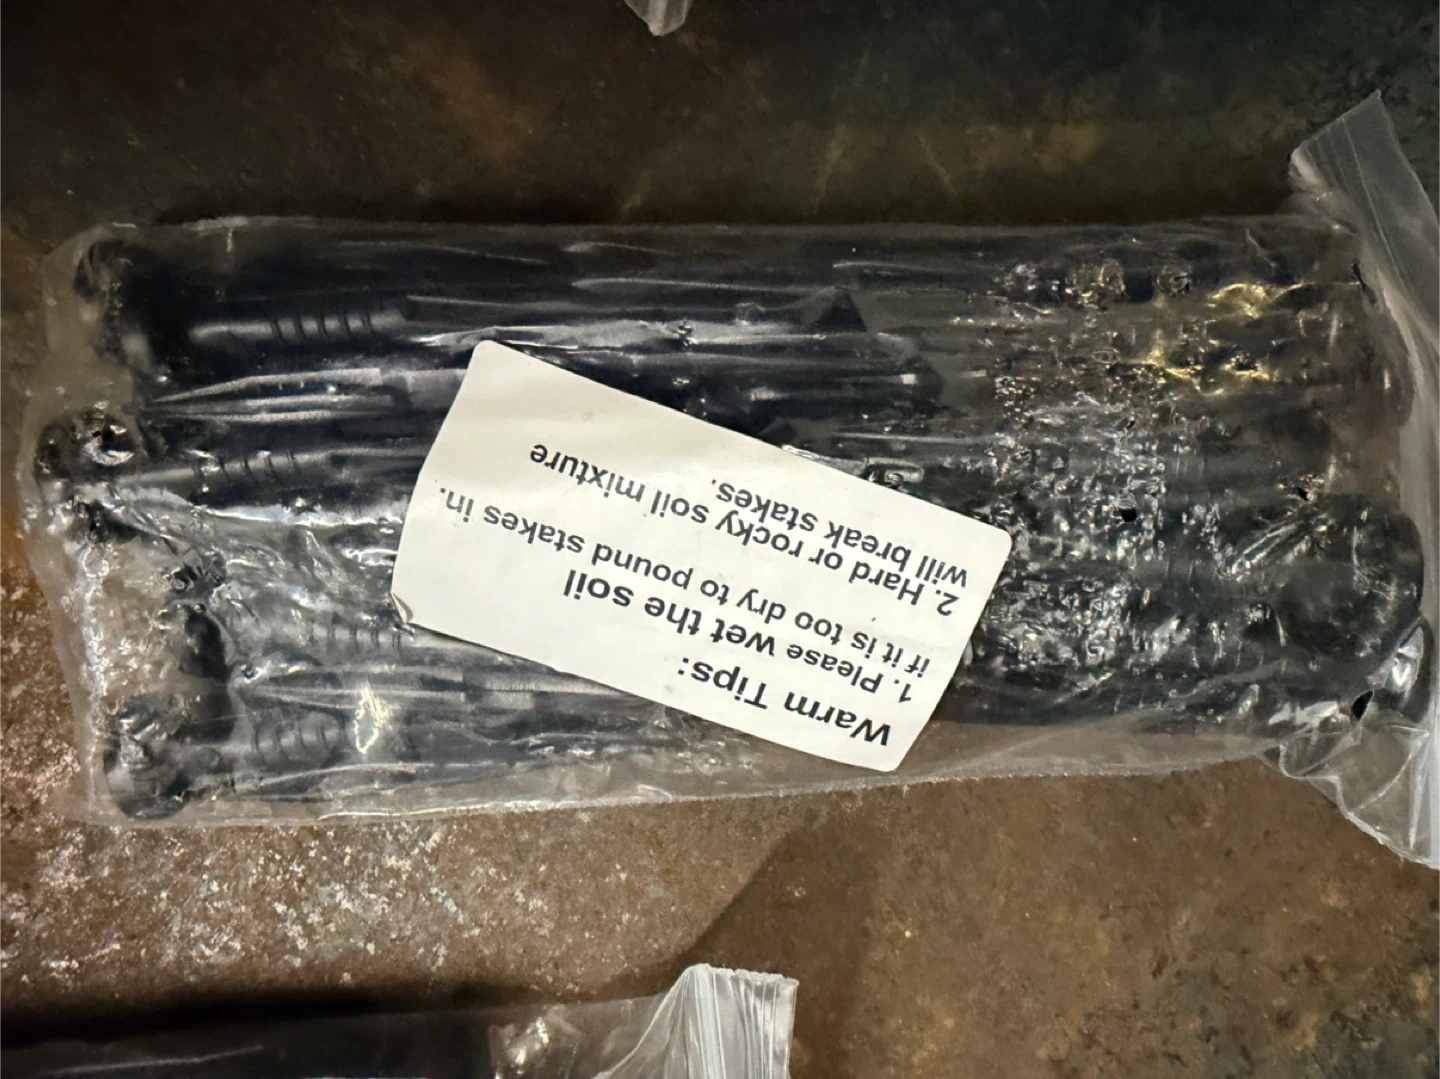 Warm Tips:
1. Please wet the soil
if it is too dry to pound stakes in.
2. Hard or rocky soil mixture
will break stakes.